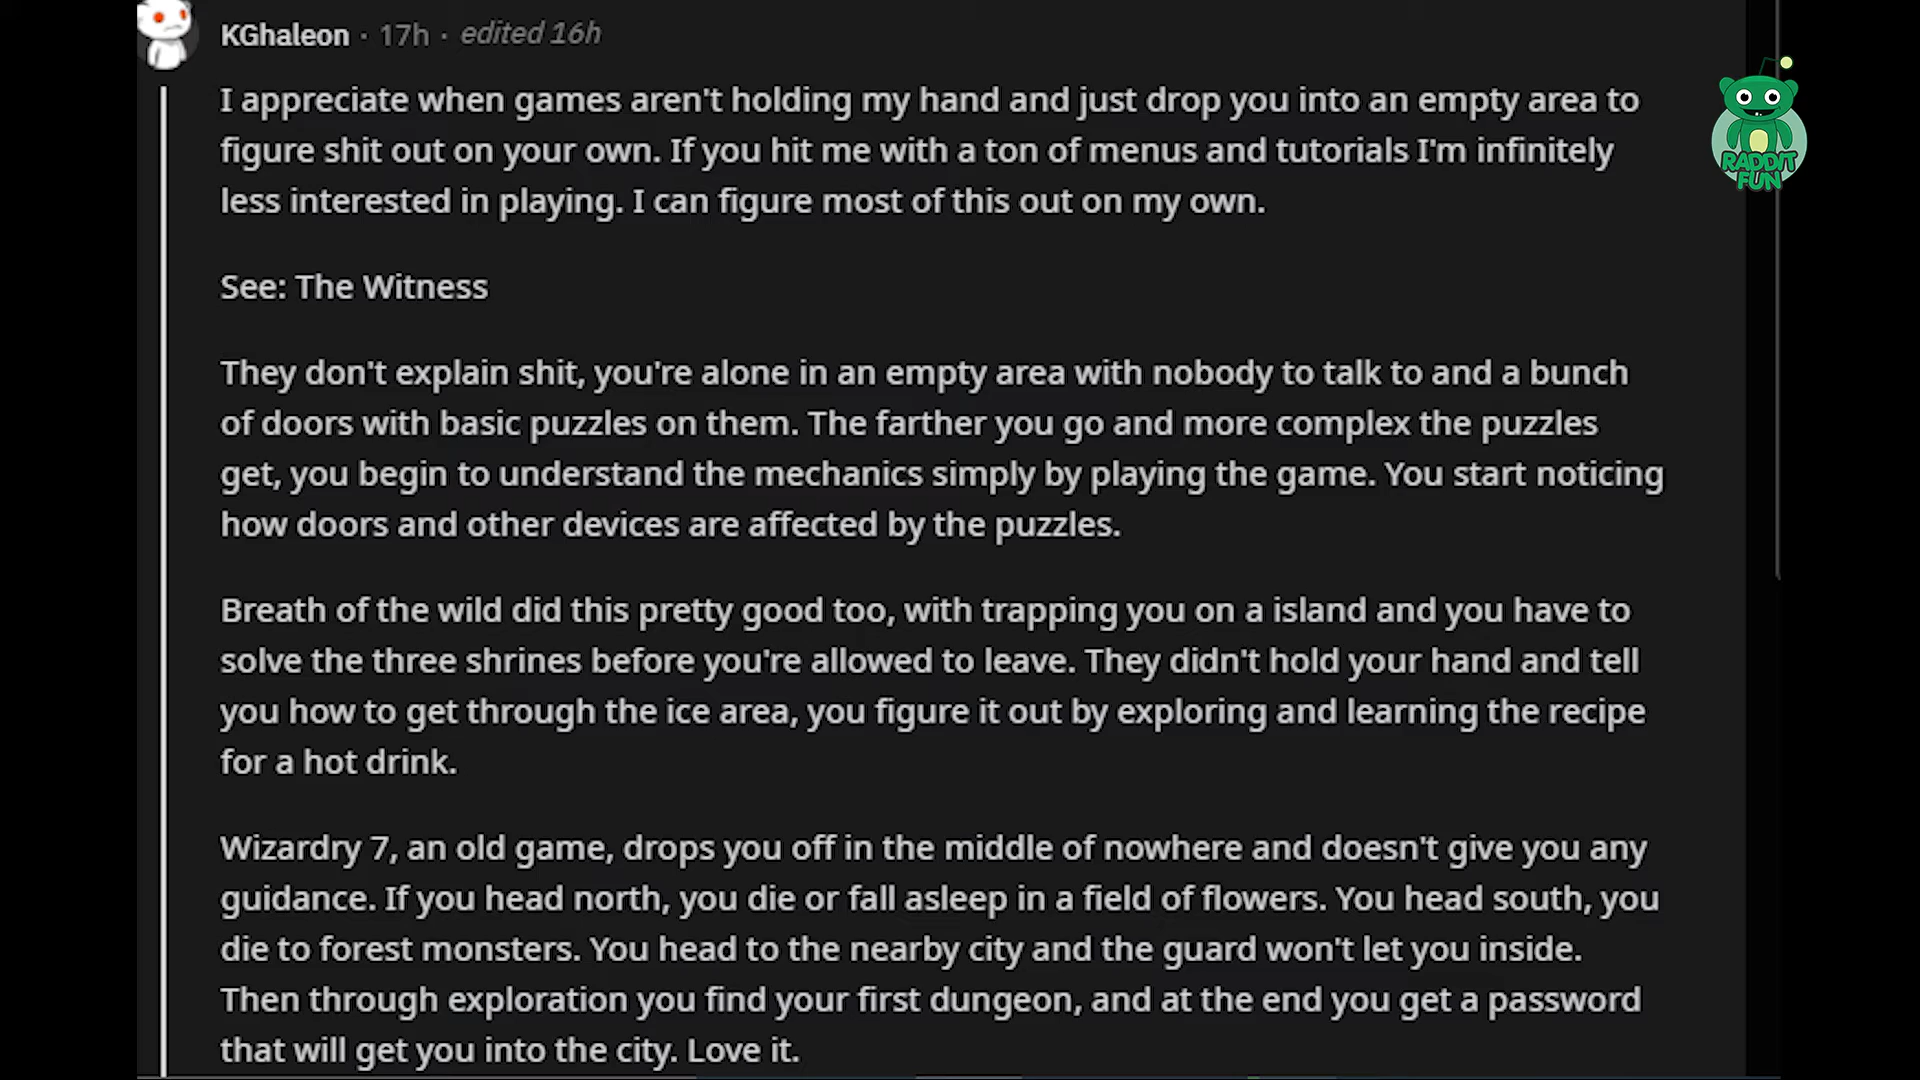 KGhaleon · 17h · edited 16h
I appreciate when games aren't holding my hand and just drop you into an empty area to
figure shit out on your own. If you hit me with a ton of menus and tutorials I'm infinitely
less interested in playing. I can figure most of this out on my own.
See: The Witness
They don't explain shit, you're alone in an empty area with nobody to talk to and a bunch
of doors with basic puzzles on them. The farther you go and more complex the puzzles
get, you begin to understand the mechanics simply by playing the game. You start noticing
how doors and other devices are affected by the puzzles.
Breath of the wild did this pretty good too, with trapping you on a island and you have to
solve the three shrines before you're allowed to leave. They didn't hold your hand and tell
you how to get through the ice area, you figure it out by exploring and learning the recipe
for a hot drink.
Wizardry 7, an old game, drops you off in the middle of nowhere and doesn't give you any
guidance. If you head north, you die or fall asleep in a field of flowers. You head south, you
die to forest monsters. You head to the nearby city and the guard won't let you inside.
Then through exploration you find your first dungeon, and at the end you get a password
that will get you into the city. Love it.
RADDIT
FUN